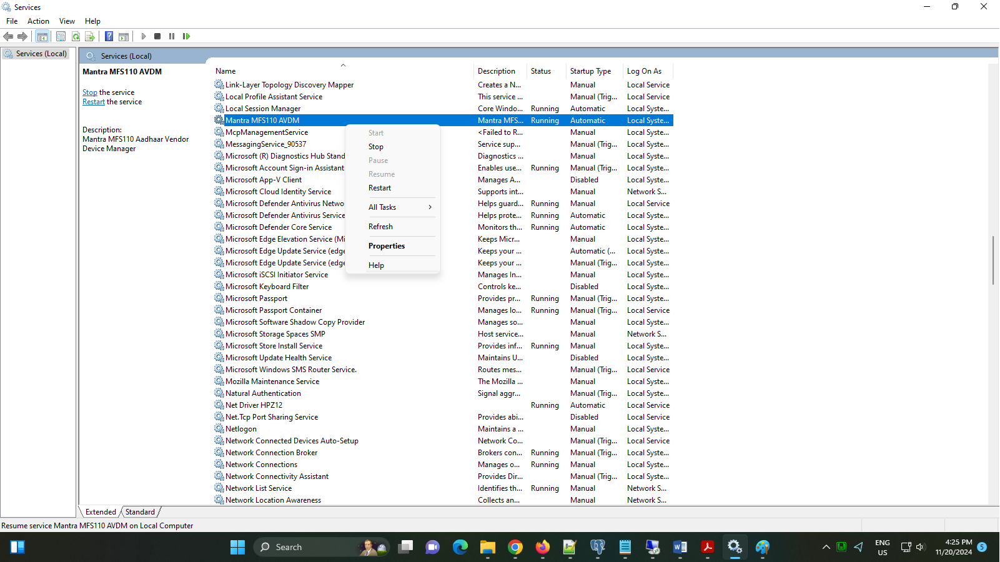 Services
File Action View Help
Services (Local)
Services (Local)
Mantra MFS110 AVDM
Stop the service
Restart the service
Description:
Mantra MFS110 Aadhaar Vendor
Device Manager
Name Description Status Startup Type Log On As
Link-Layer Topology Discovery Mapper Creates a N... Manual Local Service
Local Profile Assistant Service This service ... Manual (Trig... Local Service
Local Session Manager Core Windo... Running Automatic Local Syste...
Mantra MFS110 AVDM Mantra MFS... Running Automatic Local Syste...
McpManagementService <Failed to R... Manual Local Syste...
MessagingService_90537 Service sup... Manual (Trig... Local Syste...
Microsoft (R) Diagnostics Hub Stand Diagnostics ... Manual Local Syste...
Microsoft Account Sign-in Assistant Enables use... Running Manual (Trig... Local Syste...
Microsoft App-V Client Manages A... Disabled Local Syste...
Microsoft Cloud Identity Service Supports int... Manual Network S...
Microsoft Defender Antivirus Netwo Helps guard... Running Manual Local Service
Microsoft Defender Antivirus Service Helps prote... Running Automatic Local Syste...
Microsoft Defender Core Service Monitors th... Running Automatic Local Syste...
Microsoft Edge Elevation Service (Mi Keeps Micr... Manual Local Syste...
Microsoft Edge Update Service (edge Keeps your ... Automatic (... Local Syste...
Microsoft Edge Update Service (edge Keeps your ... Manual (Trig... Local Syste...
Microsoft iSCSI Initiator Service Manages In... Manual Local Syste...
Microsoft Keyboard Filter Controls ke... Disabled Local Syste...
Microsoft Passport Provides pr... Running Manual (Trig... Local Syste...
Microsoft Passport Container Manages lo... Running Manual (Trig... Local Service
Microsoft Software Shadow Copy Provider Manages so... Manual Local Syste...
Microsoft Storage Spaces SMP Host service... Manual Network S...
Microsoft Store Install Service Provides inf... Running Manual Local Syste...
Microsoft Update Health Service Maintains U... Disabled Local Syste...
Microsoft Windows SMS Router Service. Routes mes... Manual (Trig... Local Service
Mozilla Maintenance Service The Mozilla ... Manual Local Syste...
Natural Authentication Signal aggr... Manual (Trig... Local Syste...
Net Driver HPZ12 Running Automatic Local Service
Net.Tcp Port Sharing Service Provides abi... Disabled Local Service
Netlogon Maintains a ... Manual Local Syste...
Network Connected Devices Auto-Setup Network Co... Manual (Trig... Local Service
Network Connection Broker Brokers con... Running Manual (Trig... Local Syste...
Network Connections Manages o... Running Manual Local Syste...
Network Connectivity Assistant Provides Dir... Manual (Trig... Local Syste...
Network List Service Identifies th... Running Manual Network S...
Network Location Awareness Collects an... Manual Network S...
Start
Stop
Pause
Resume
Restart
All Tasks
Refresh
Properties
Help
Extended Standard
Resume service Mantra MFS110 AVDM on Local Computer
Search
ENG
US
4:25 PM
11/20/2024
5